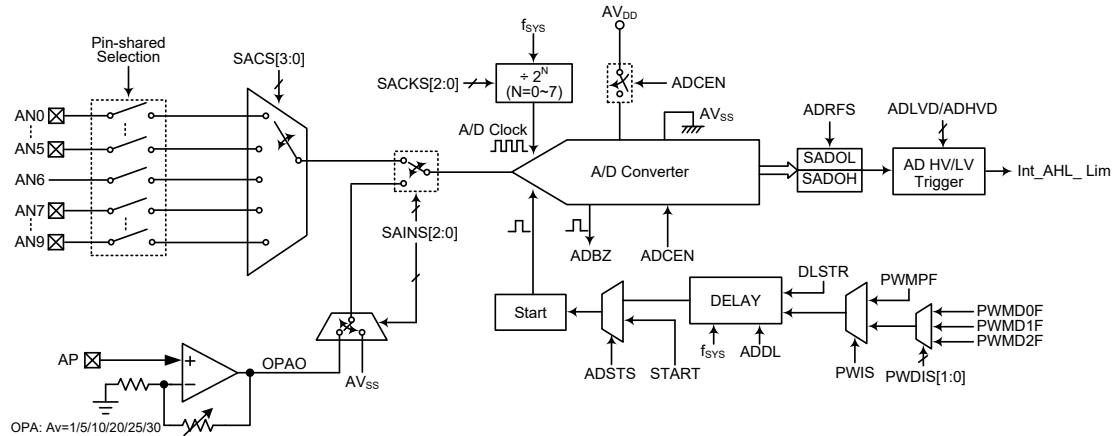 Pin-shared
Selection
SACS[3:0]
AN0
AN5
AN6
AN7
AN9
fSYS
SACKS[2:0]
÷ 2N
(N=0~7)
A/D Clock
AVDD
ADCEN
AVSS
A/D Converter
ADRFS
SADOL
SADOH
ADLVD/ADHVD
AD HV/LV
Trigger
Int_AHL_ Lim
SAINS[2:0]
ADBZ
ADCEN
Start
DELAY
DLSTR
PWMPF
PWMD0F
PWMD1F
PWMD2F
fSYS
ADDL
ADSTS
START
PWIS
PWDIS[1:0]
AP
+
−
OPAO
AVSS
OPA: Av=1/5/10/20/25/30